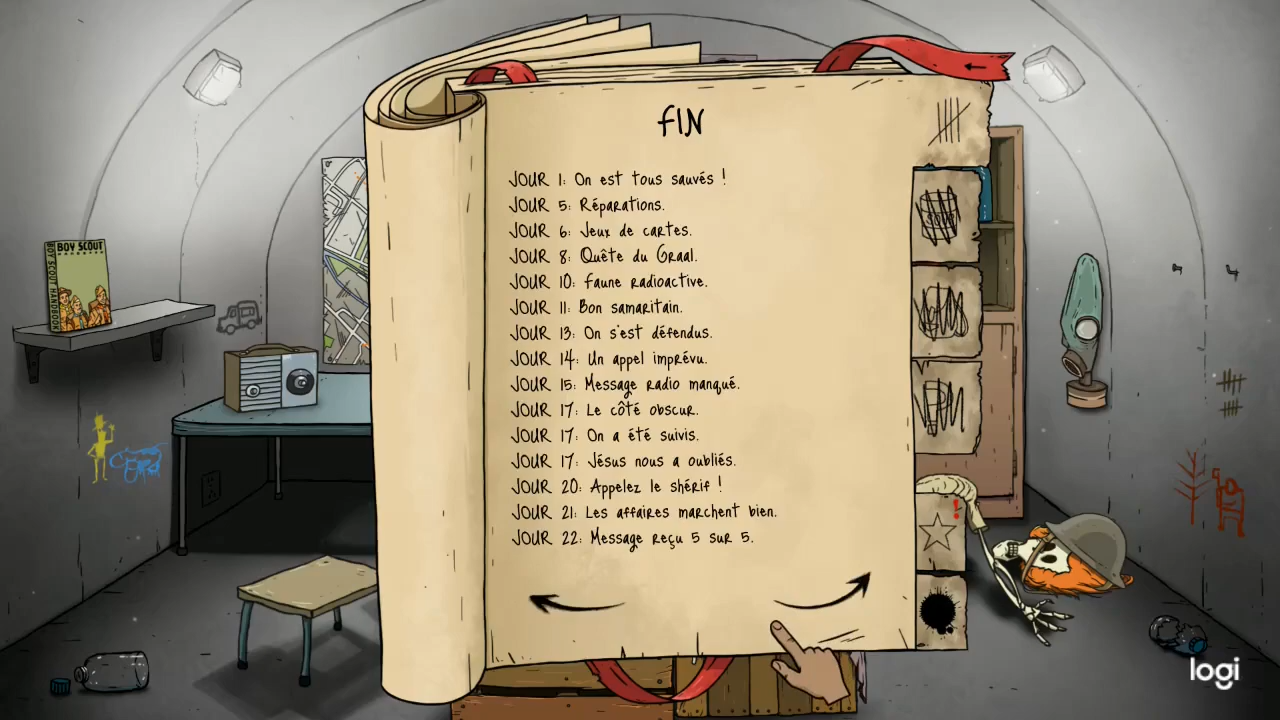 FIN
JOUR 1: On est tous sauvés !
JOUR 5: Réparations.
JOUR 6: Jeux de cartes.
JOUR 8: Quête du Graal.
JOUR 10: Faune radioactive.
JOUR 11: Bon samaritain.
JOUR 13: On s'est défendus.
JOUR 14: Un appel imprévu.
JOUR 15: Message radio manqué.
JOUR 17: Le côté obscur.
JOUR 17: On a été suivis.
JOUR 17: Jésus nous a oubliés.
JOUR 20: Appelez le shérif !
JOUR 21: Les affaires marchent bien.
JOUR 22: Message reçu 5 sur 5.
BOY SCOUT
BOY SCOUT HANDBOOK
logi